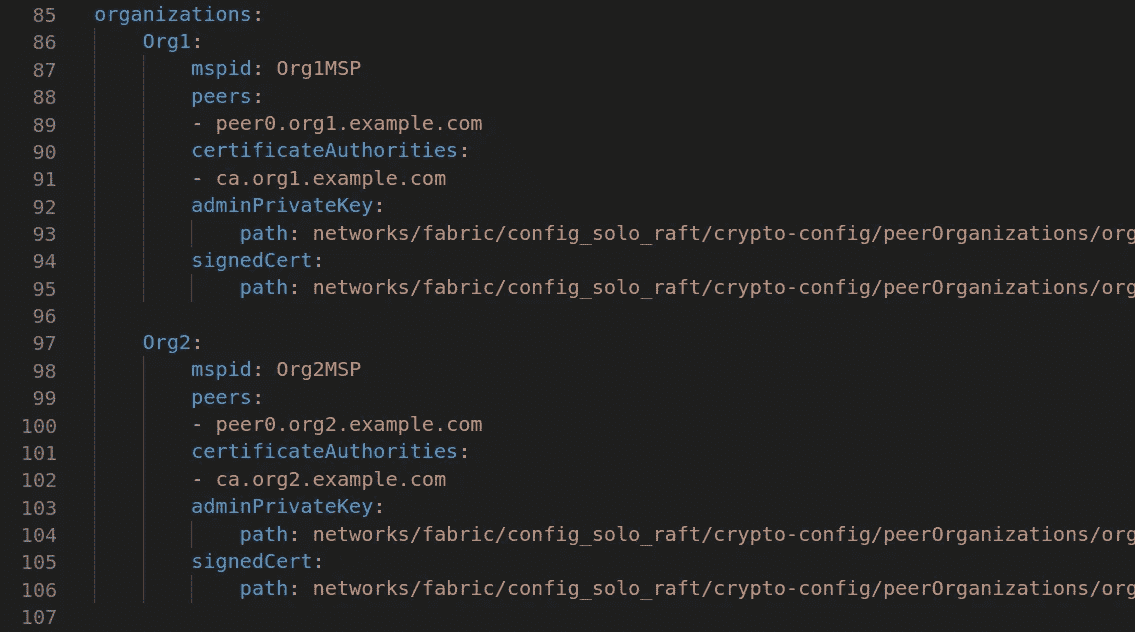 85 organizations:
86 Org1:
87 mspid: Org1MSP
88 peers:
89 - peer0.org1.example.com
90 certificateAuthorities:
91 - ca.org1.example.com
92 adminPrivateKey:
93 path: networks/fabric/config_solo_raft/crypto-config/peerOrganizations/org
94 signedCert:
95 path: networks/fabric/config_solo_raft/crypto-config/peerOrganizations/org
96
97 Org2:
98 mspid: Org2MSP
99 peers:
100 - peer0.org2.example.com
101 certificateAuthorities:
102 - ca.org2.example.com
103 adminPrivateKey:
104 path: networks/fabric/config_solo_raft/crypto-config/peerOrganizations/org
105 signedCert:
106 path: networks/fabric/config_solo_raft/crypto-config/peerOrganizations/org
107